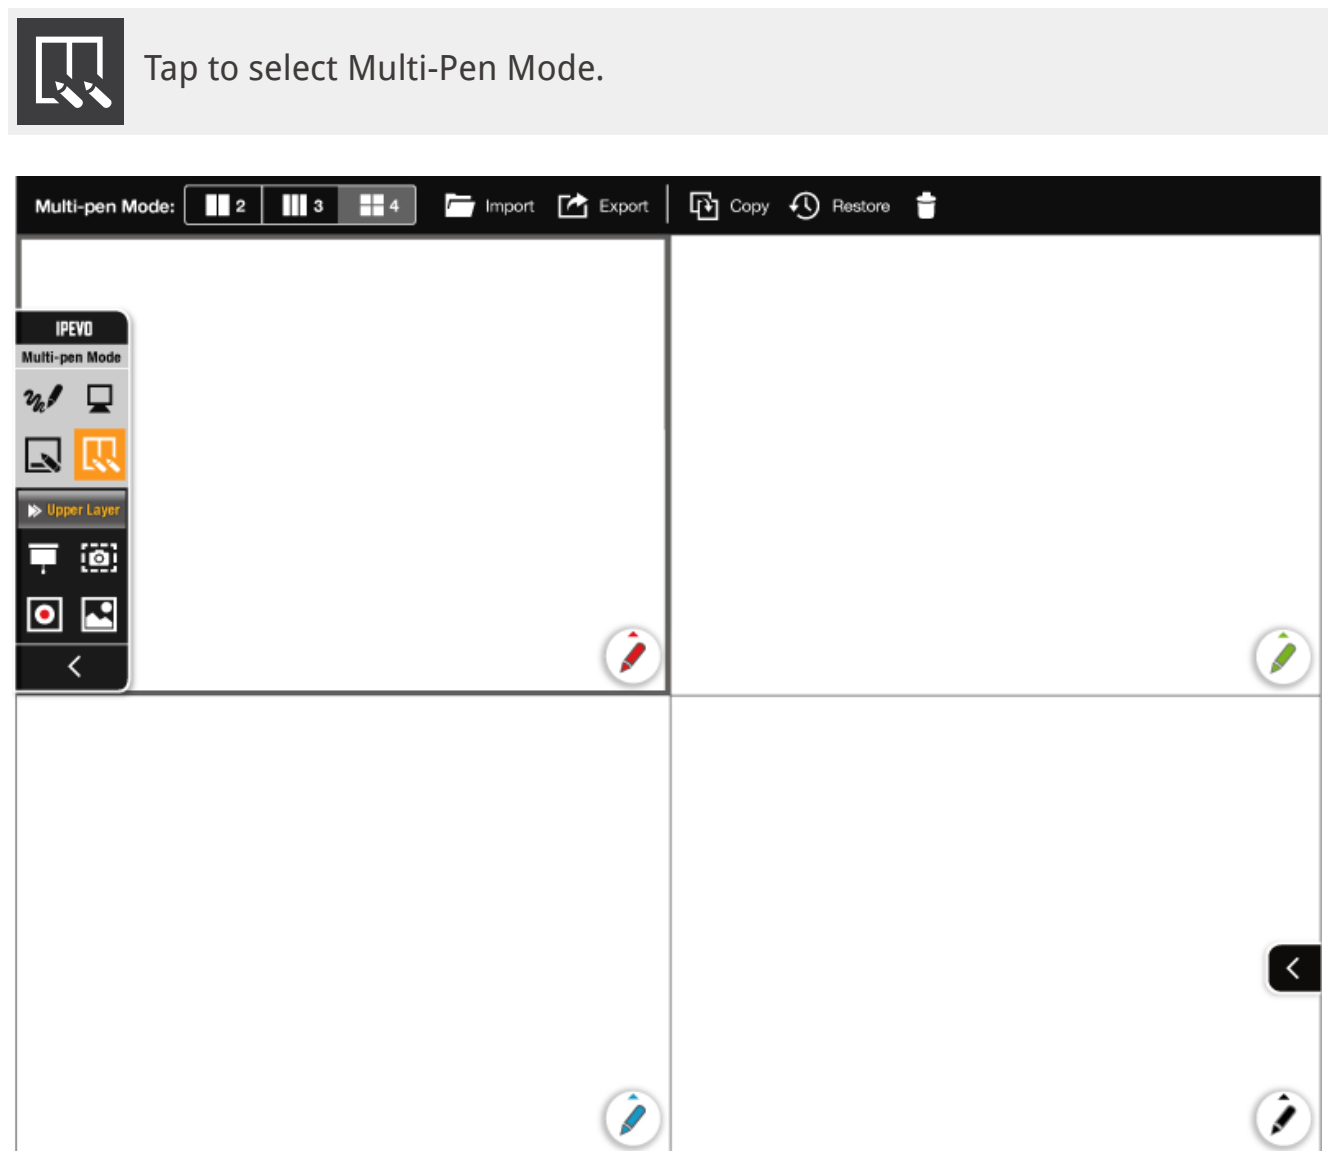 Tap to select Multi-Pen Mode.
Multi-pen Mode: 2 3 4 Import Export Copy Restore
IPEVO
Multi-pen Mode
Upper Layer